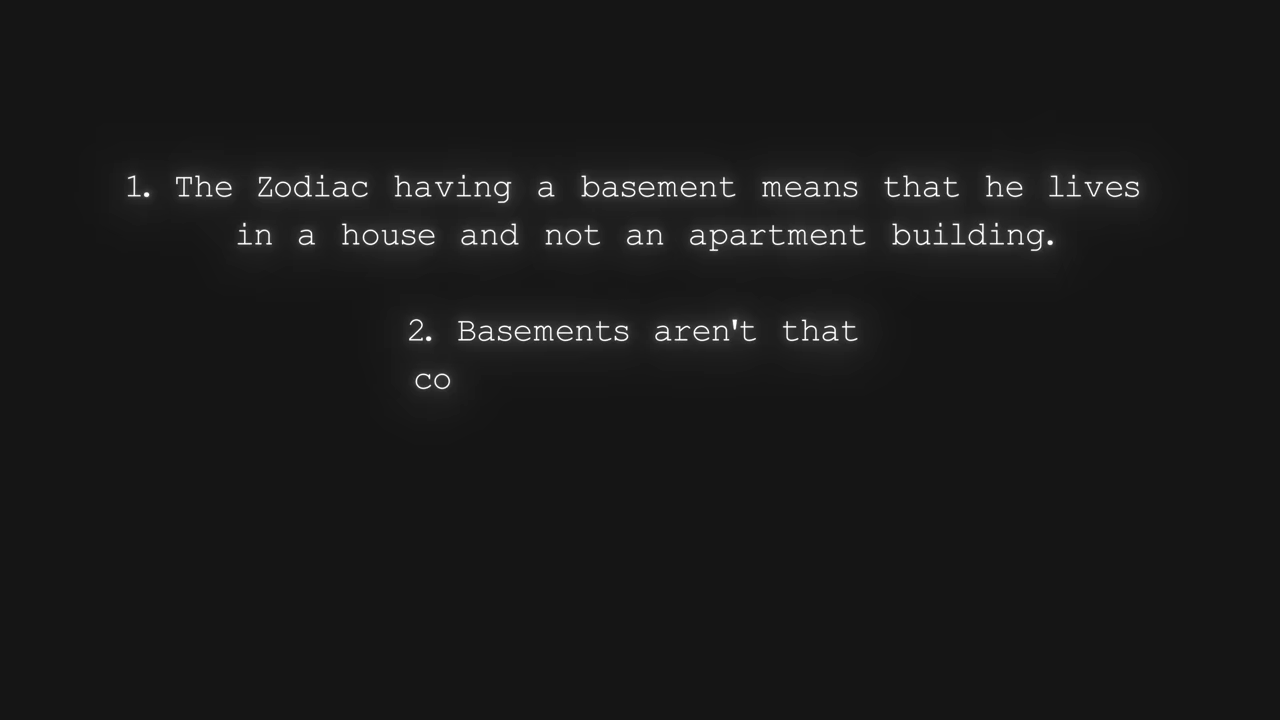 1. The Zodiac having a basement means that he lives
in a house and not an apartment building.
2. Basements aren't that
co